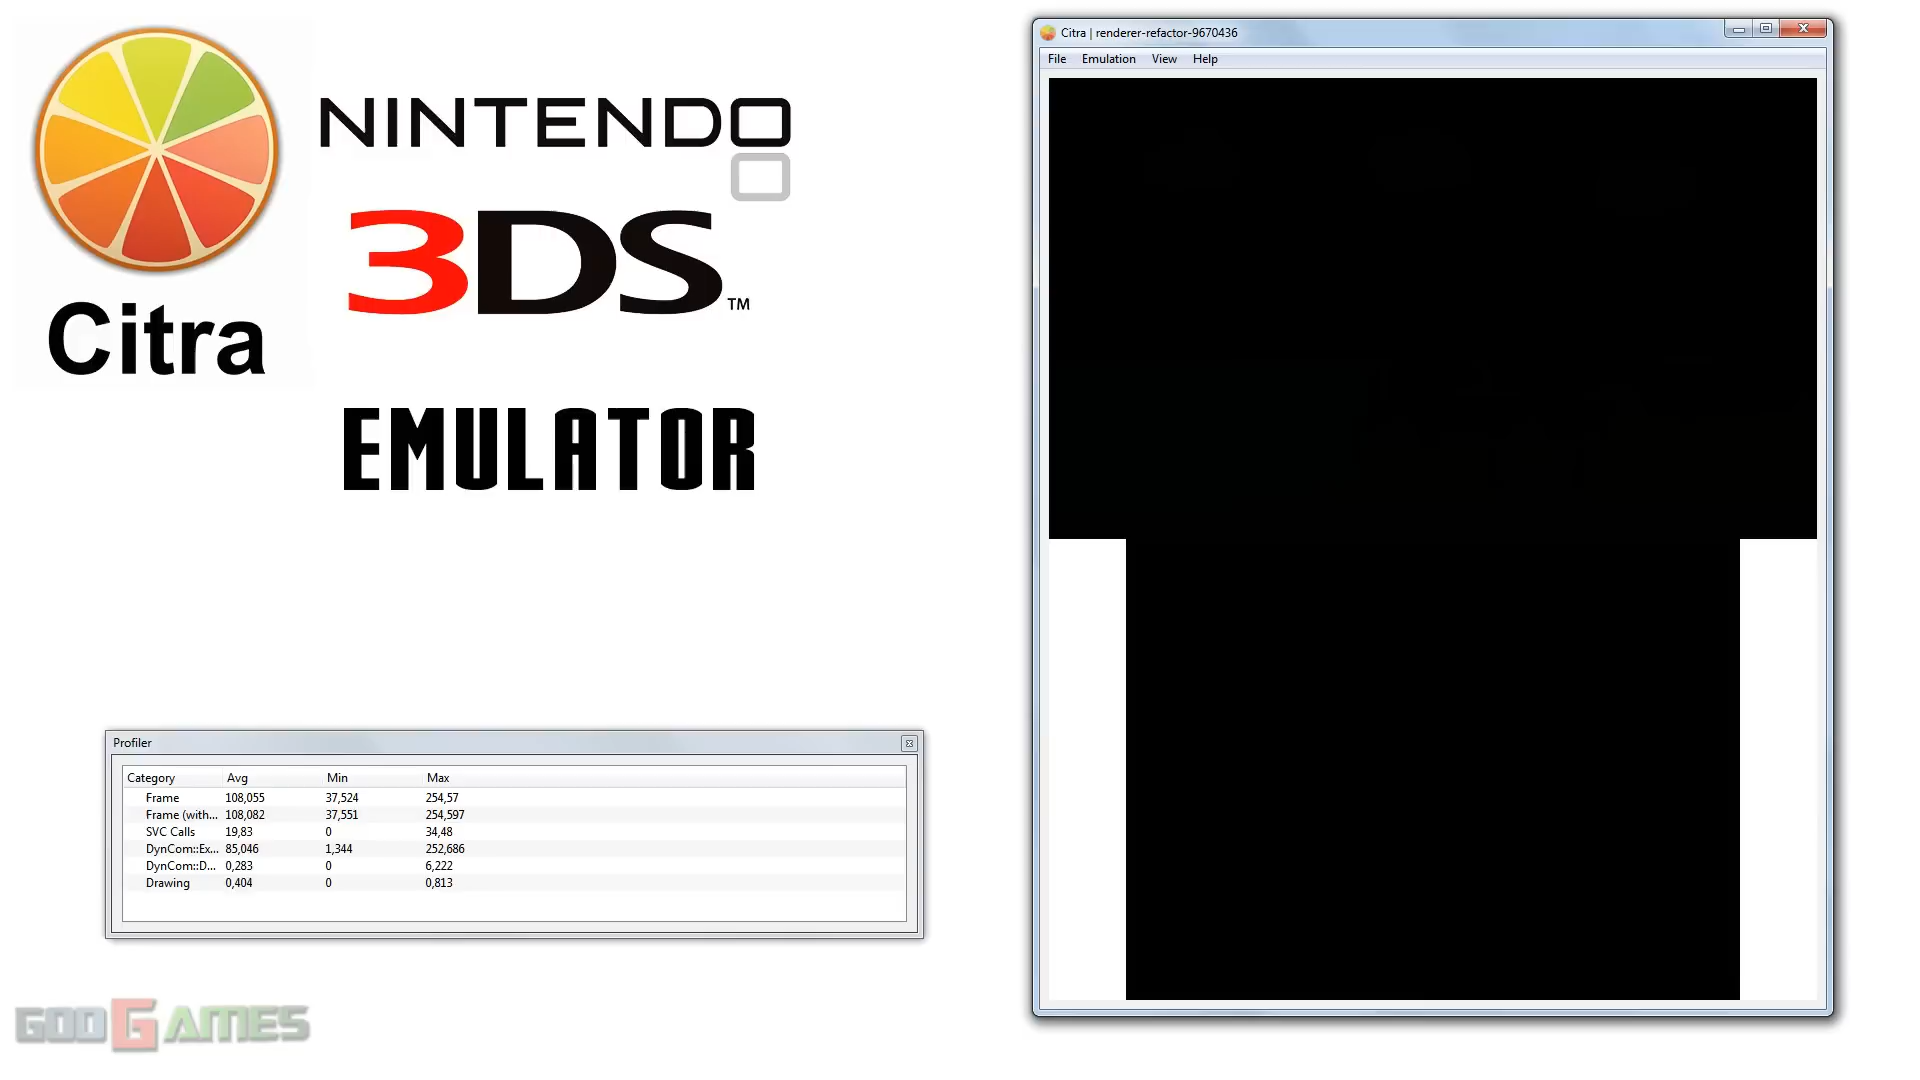 Citra
NINTENDO
3DS™
EMULATOR
Citra | renderer-refactor-9670436
File Emulation View Help
Profiler
Category Avg Min Max
Frame 108,055 37,524 254,57
Frame (with... 108,082 37,551 254,597
SVC Calls 19,83 0 34,48
DynCom::Ex... 85,046 1,344 252,686
DynCom::D... 0,283 0 6,222
Drawing 0,404 0 0,813
GODGAMES